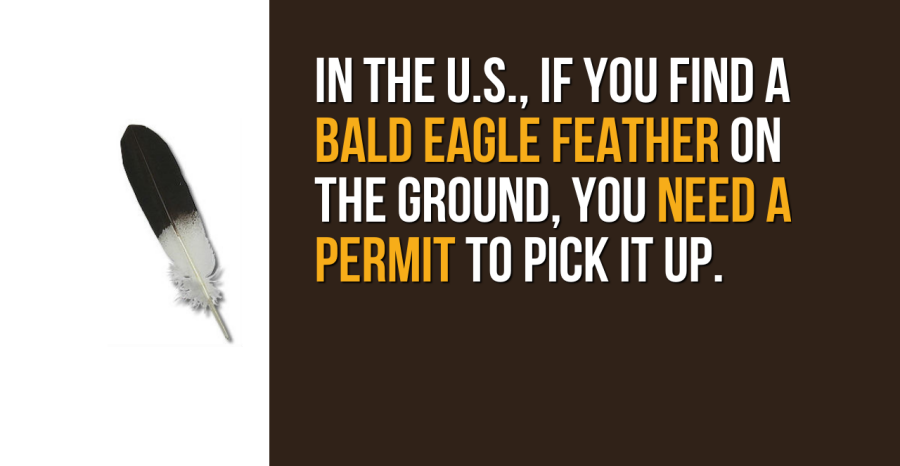 IN THE U.S., IF YOU FIND A
BALD EAGLE FEATHER ON
THE GROUND, YOU NEED A
PERMIT TO PICK IT UP.